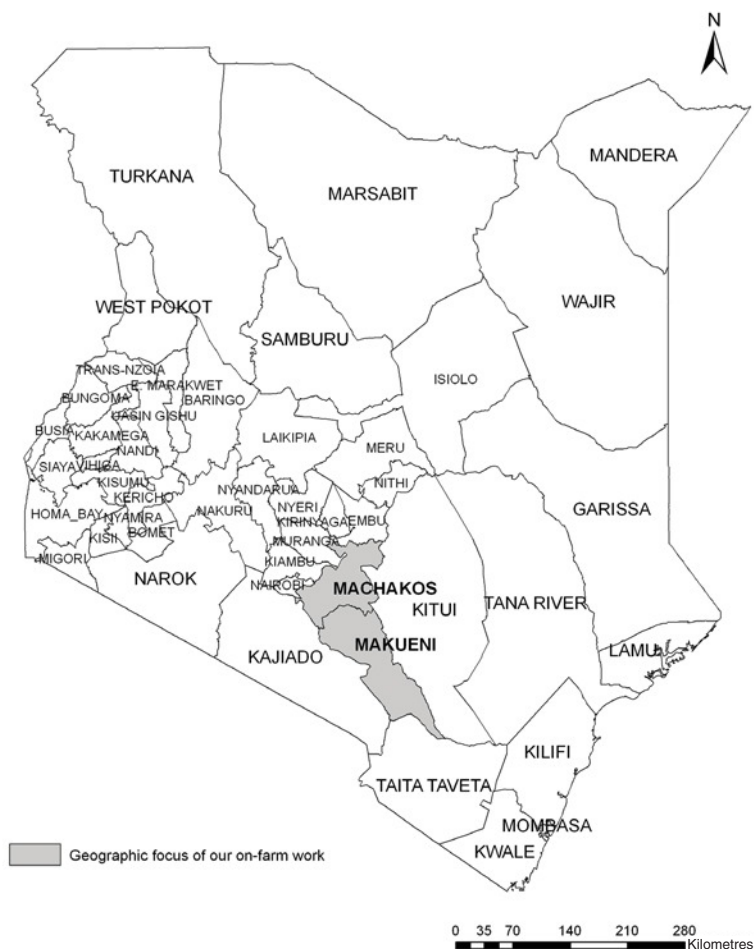 N
MANDERA
TURKANA
MARSABIT
WAJIR
WEST POKOT
SAMBURU
TRANS-NZOIA
ISIOLO
E. MARAKWET
BUNGOMA
BARINGO
UASIN GISHU
BUSIA
KAKAMEGA
LAIKIPIA
NANDI
MERU
SIAYA
VIHIGA
KISUMU
NITHI
NYANDARUA
KERICHO
NYERI
GARISSA
HOMA_BAY
NYAMIRA
NAKURU
KIRINYAGA
EMBU
BOMET
KISII
MURANGA
MIGORI
KIAMBU
NAROK
NAIROBI
MACHAKOS
TANA RIVER
KITUI
MAKUENI
LAMU
KAJIADO
KILIFI
TAITA TAVETA
MOMBASA
KWALE
Geographic focus of our on-farm work
0 35 70 140 210 280
Kilometres